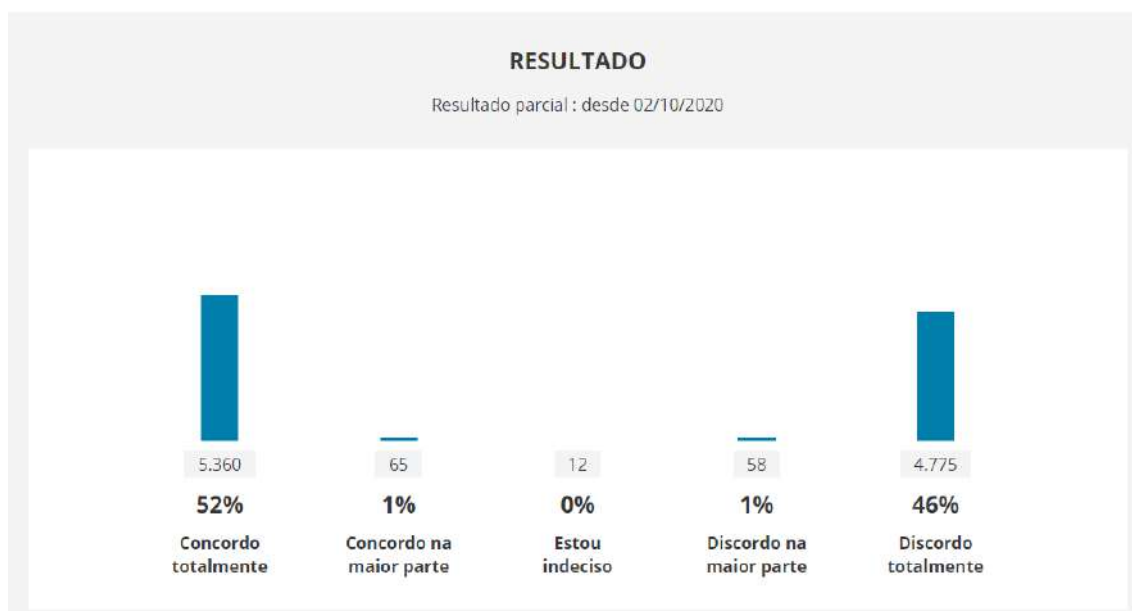 RESULTADO
Resultado parcial : desde 02/10/2020
5.360 65 12 58 4.775
52% 1% 0% 1% 46%
Concordo Concordo na Estou Discordo na Discordo
totalmente maior parte indeciso maior parte totalmente